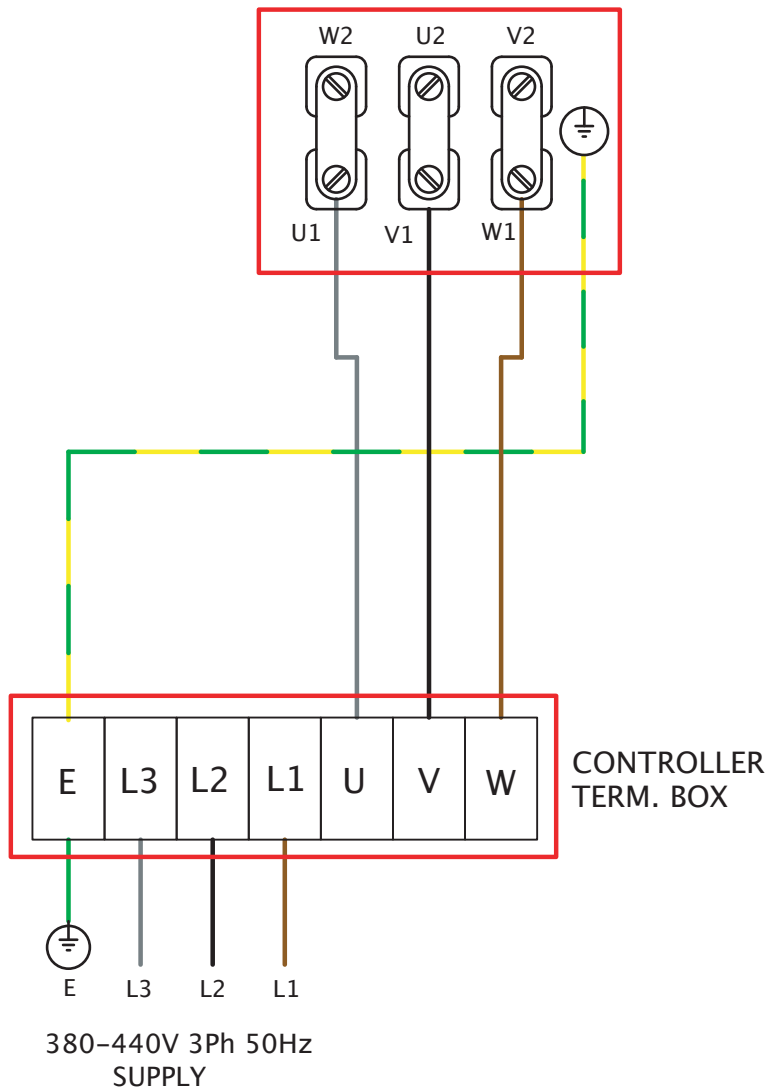 W2 U2 V2
U1 V1 W1
E L3 L2 L1 U V W
CONTROLLER
TERM. BOX
E L3 L2 L1
380-440V 3Ph 50Hz
SUPPLY